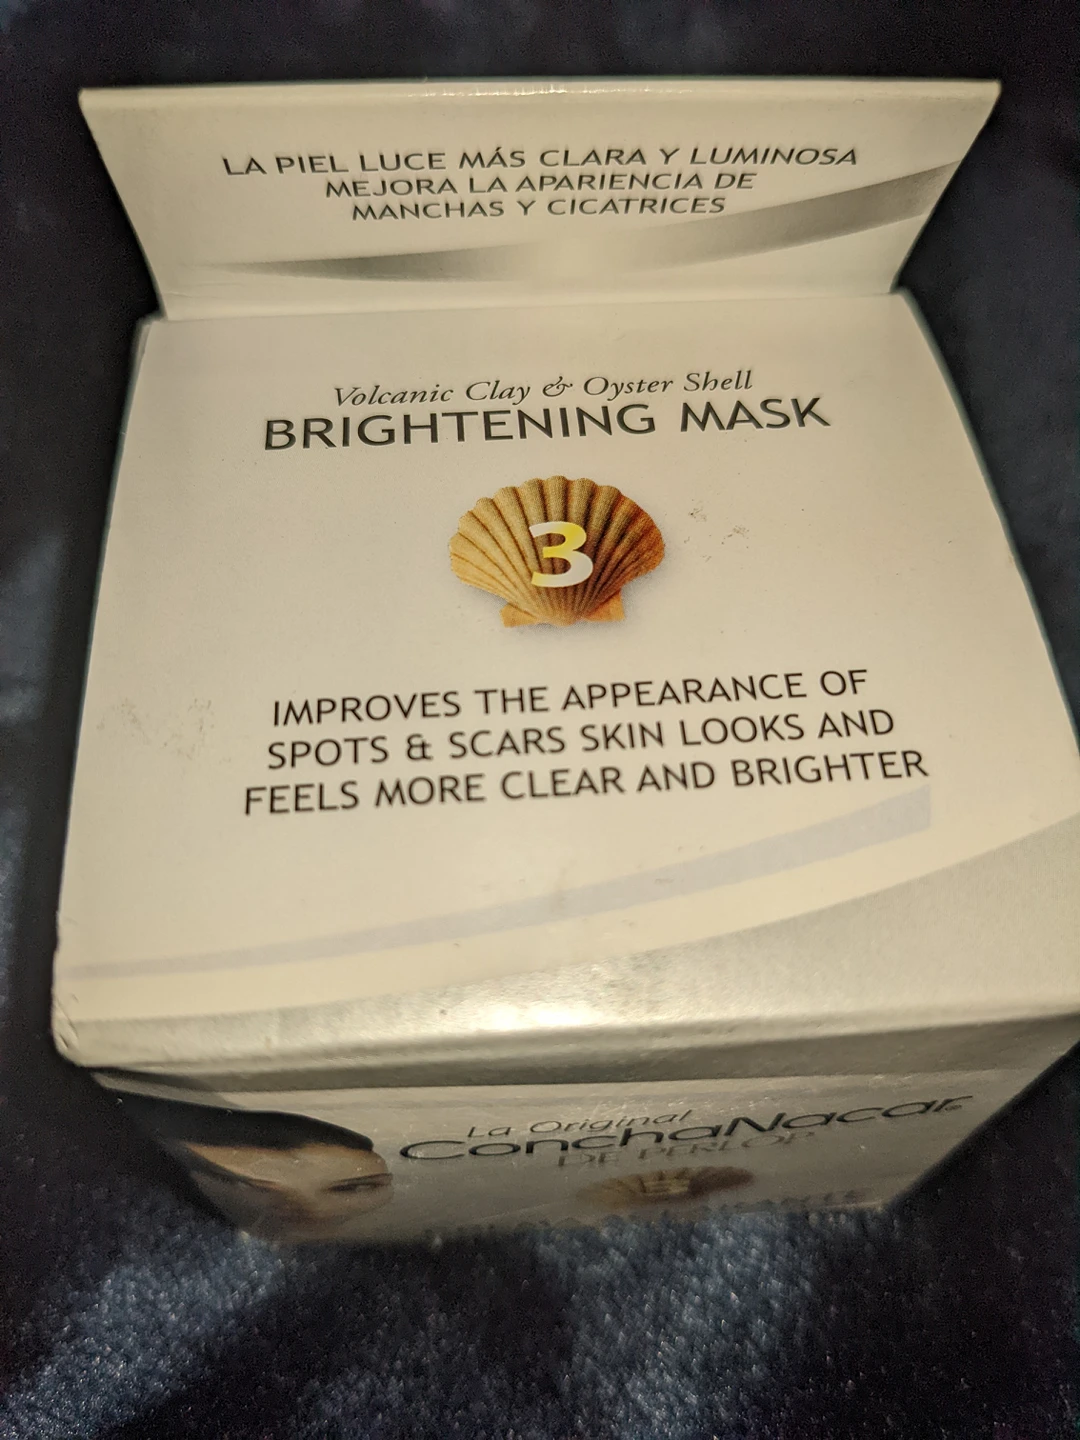 LA PIEL LUCE MÁS CLARA Y LUMINOSA
MEJORA LA APARIENCIA DE
MANCHAS Y CICATRICES
Volcanic Clay & Oyster Shell
BRIGHTENING MASK
3
IMPROVES THE APPEARANCE OF
SPOTS & SCARS SKIN LOOKS AND
FEELS MORE CLEAR AND BRIGHTER
La Original
ConchaNacar®
DE PERLOP
3